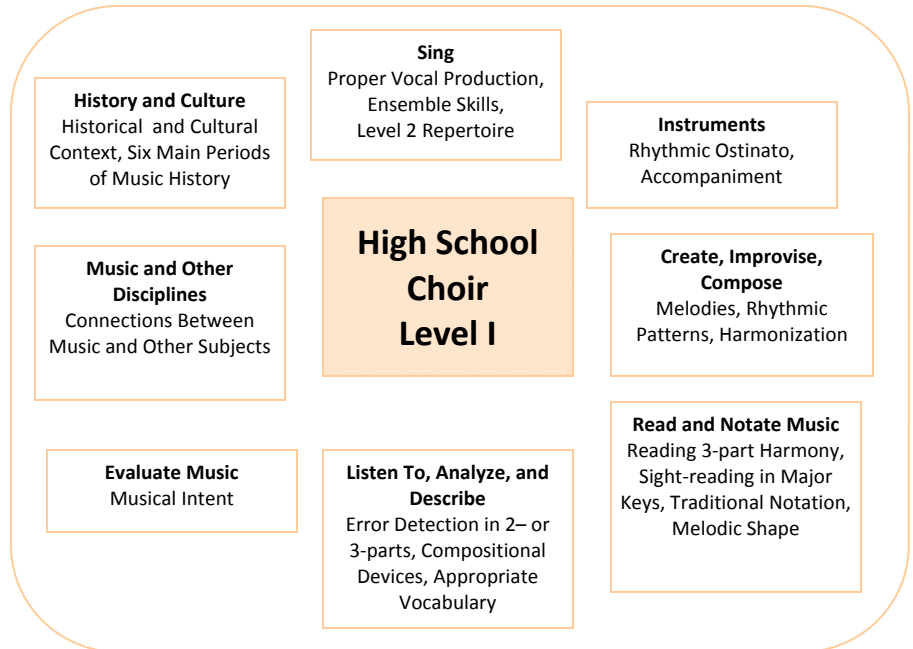 Sing
Proper Vocal Production,
Ensemble Skills,
Level 2 Repertoire
History and Culture
Historical and Cultural
Context, Six Main Periods
of Music History
Instruments
Rhythmic Ostinato,
Accompaniment
High School
Choir
Level I
Music and Other
Disciplines
Connections Between
Music and Other Subjects
Create, Improvise,
Compose
Melodies, Rhythmic
Patterns, Harmonization
Read and Notate Music
Reading 3-part Harmony,
Sight-reading in Major
Keys, Traditional Notation,
Melodic Shape
Evaluate Music
Musical Intent
Listen To, Analyze, and
Describe
Error Detection in 2– or
3-parts, Compositional
Devices, Appropriate
Vocabulary